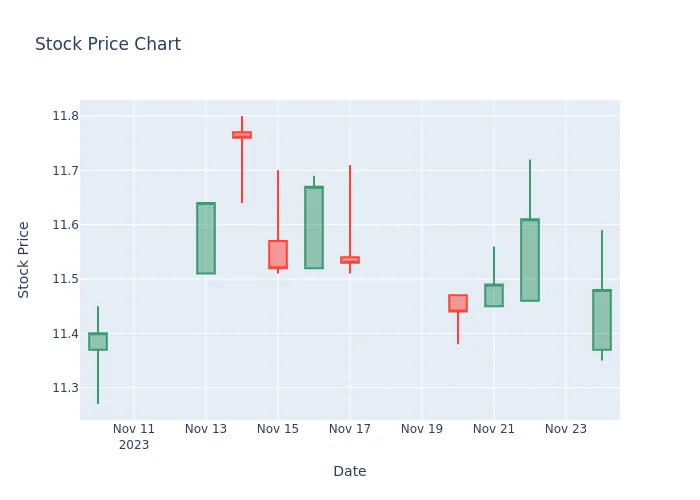 Stock Price Chart
11.8
11.7
11.6
11.5
11.4
11.3
Stock Price
Nov 11
2023
Nov 13
Nov 15
Nov 17
Nov 19
Nov 21
Nov 23
Date